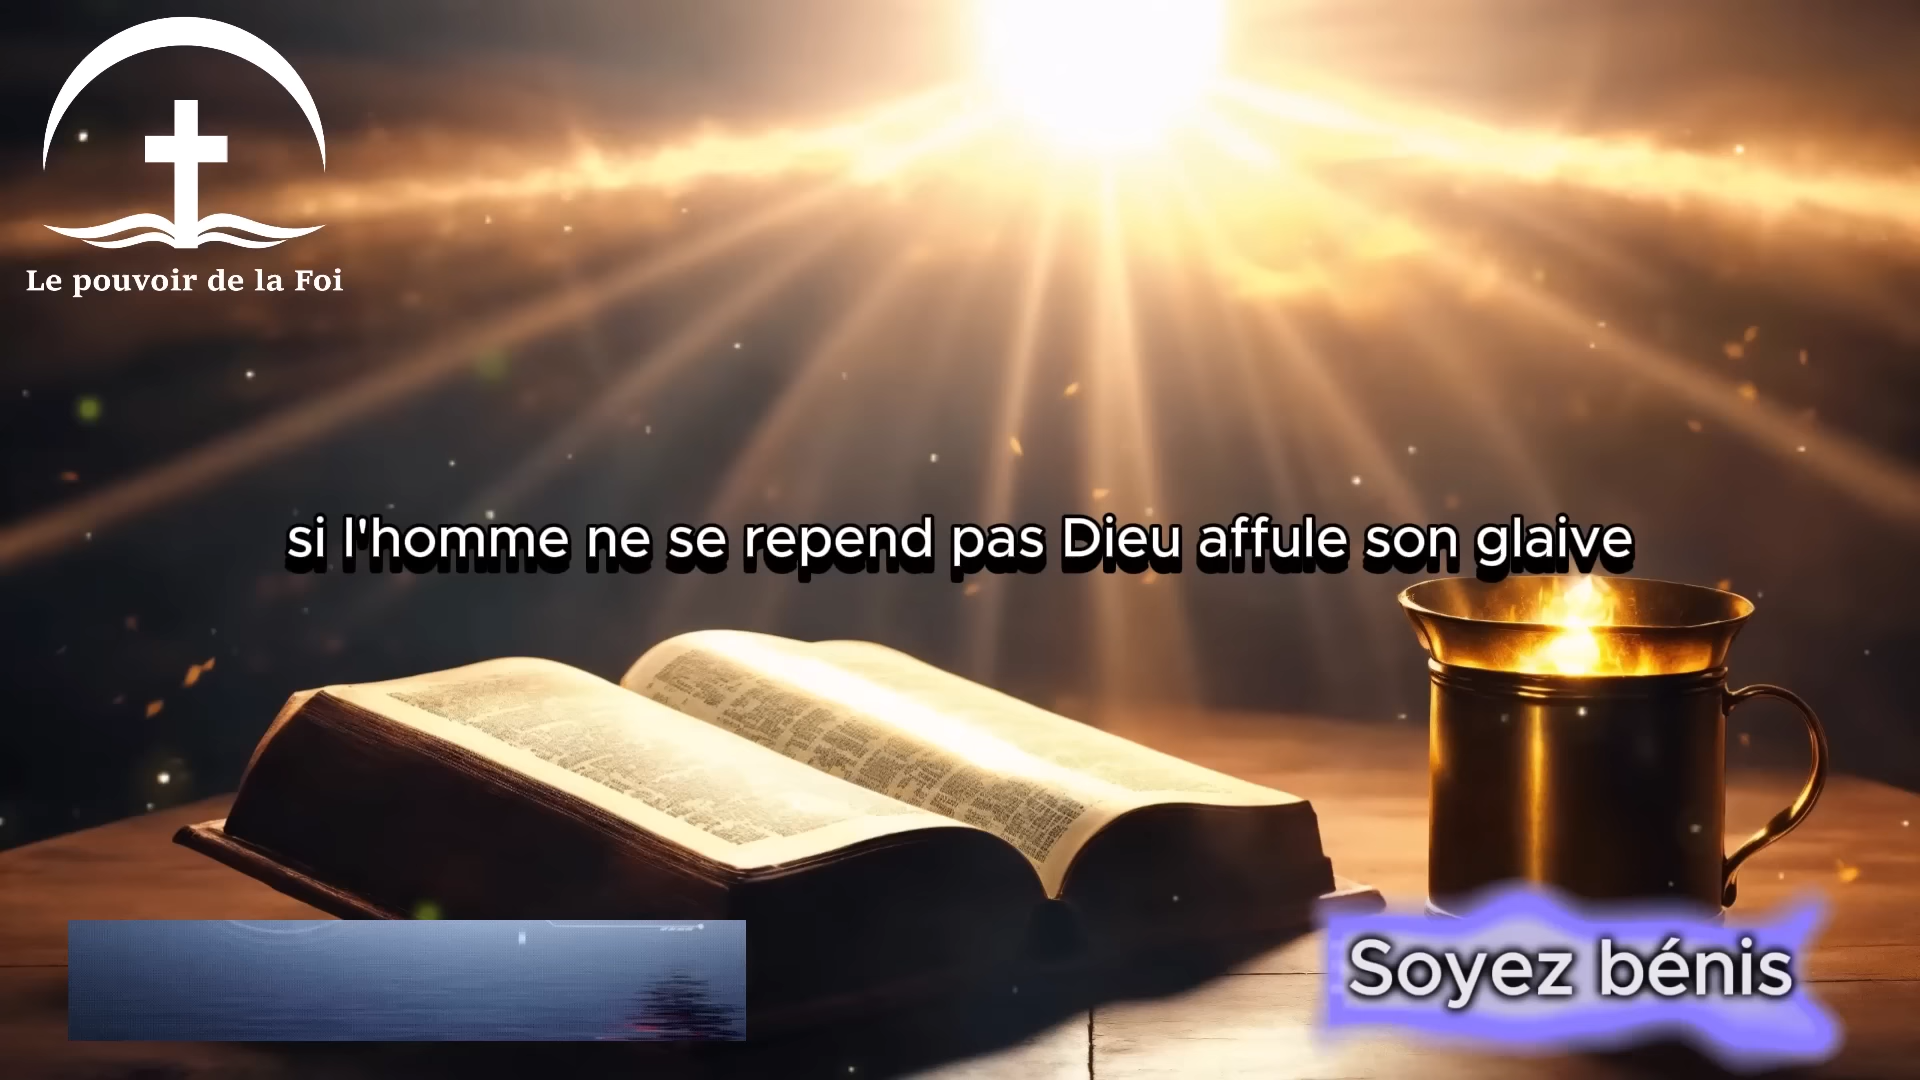 Le pouvoir de la Foi
si l'homme ne se repend pas Dieu affule son glaive
Soyez bénis